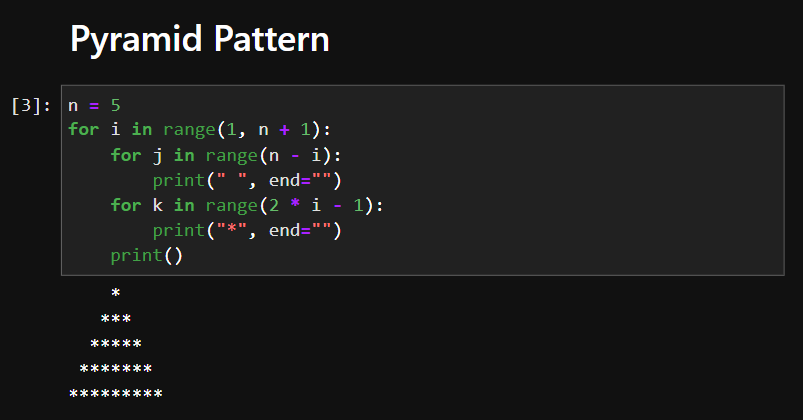 Pyramid Pattern
[3]: n = 5
for i in range(1, n + 1):
    for j in range(n - i):
        print(" ", end="")
    for k in range(2 * i - 1):
        print("*", end="")
    print()
    *
   ***
  *****
 *******
*********